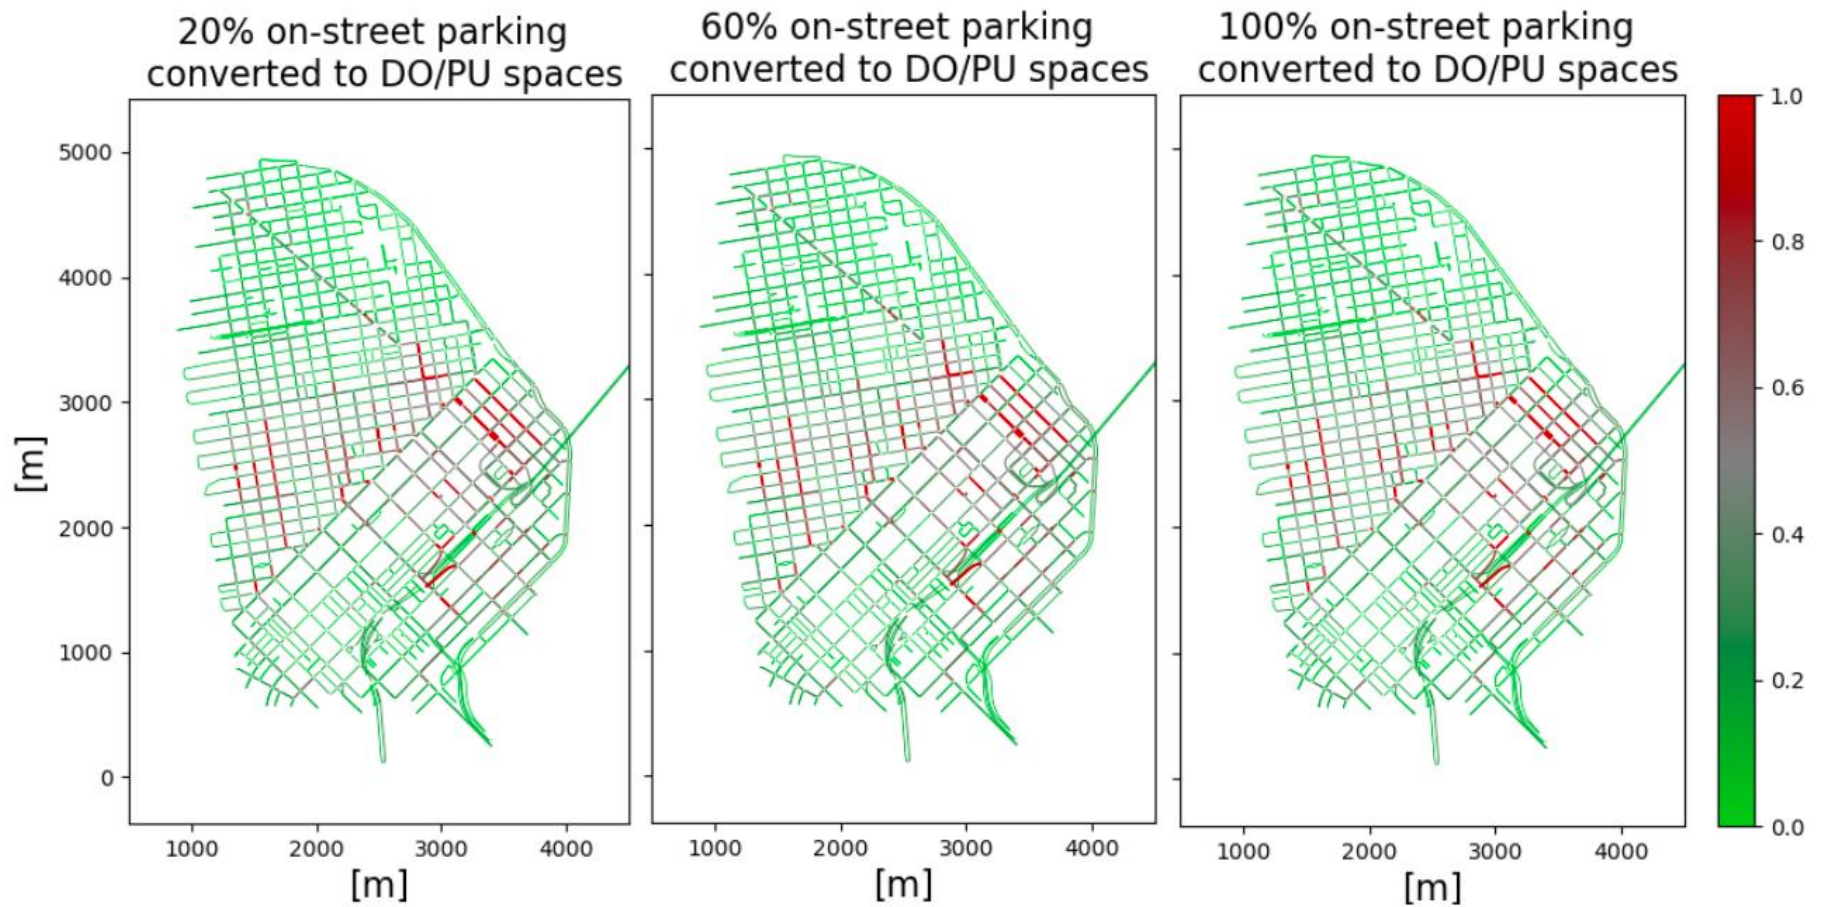 20% on-street parking
converted to DO/PU spaces
60% on-street parking
converted to DO/PU spaces
100% on-street parking
converted to DO/PU spaces
[m]
5000
4000
3000
2000
1000
0
1000 2000 3000 4000
[m]
1000 2000 3000 4000
[m]
1000 2000 3000 4000
[m]
1.0
0.8
0.6
0.4
0.2
0.0